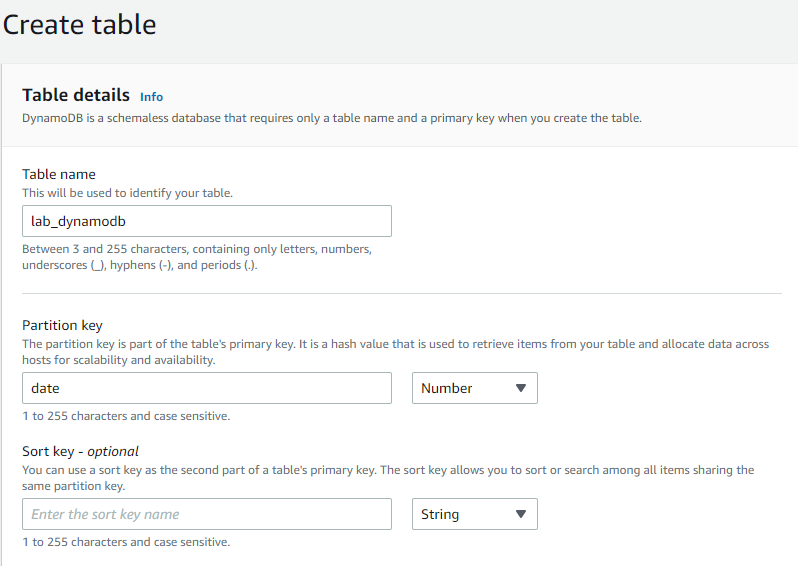 Create table
Table details Info
DynamoDB is a schemaless database that requires only a table name and a primary key when you create the table.
Table name
This will be used to identify your table.
lab_dynamodb
Between 3 and 255 characters, containing only letters, numbers,
underscores (_), hyphens (-), and periods (.).
Partition key
The partition key is part of the table's primary key. It is a hash value that is used to retrieve items from your table and allocate data across
hosts for scalability and availability.
date Number
1 to 255 characters and case sensitive.
Sort key - optional
You can use a sort key as the second part of a table's primary key. The sort key allows you to sort or search among all items sharing the
same partition key.
Enter the sort key name String
1 to 255 characters and case sensitive.